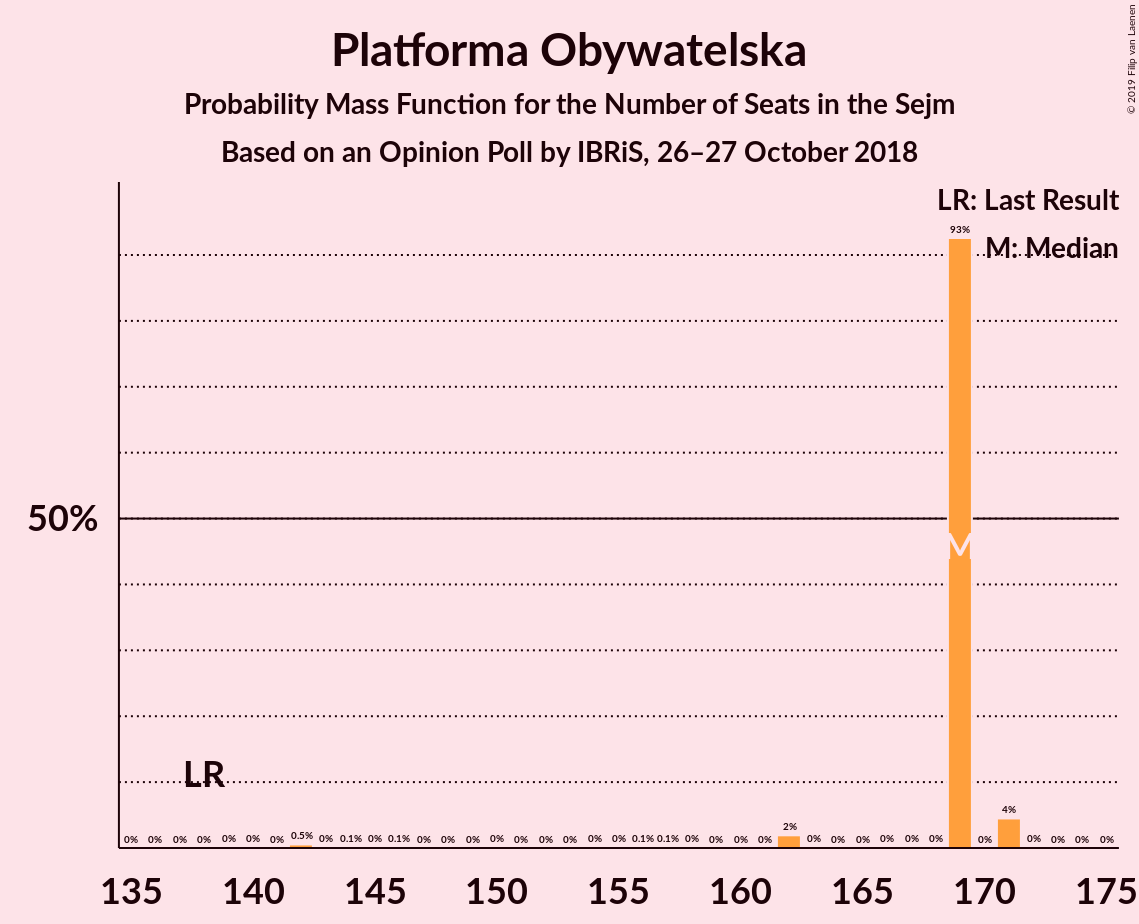 Platforma Obywatelska
Probability Mass Function for the Number of Seats in the Sejm
Based on an Opinion Poll by IBRiS, 26–27 October 2018
© 2019 Filip van Laenen
LR: Last Result
M: Median
93%
50%
M
LR
0% 0% 0% 0% 0% 0% 0% 0.5% 0% 0.1% 0% 0.1% 0% 0% 0% 0% 0% 0% 0% 0% 0% 0.1% 0.1% 0% 0% 0% 0% 2% 0% 0% 0% 0% 0% 0% 0% 4% 0% 0% 0% 0%
135 140 145 150 155 160 165 170 175